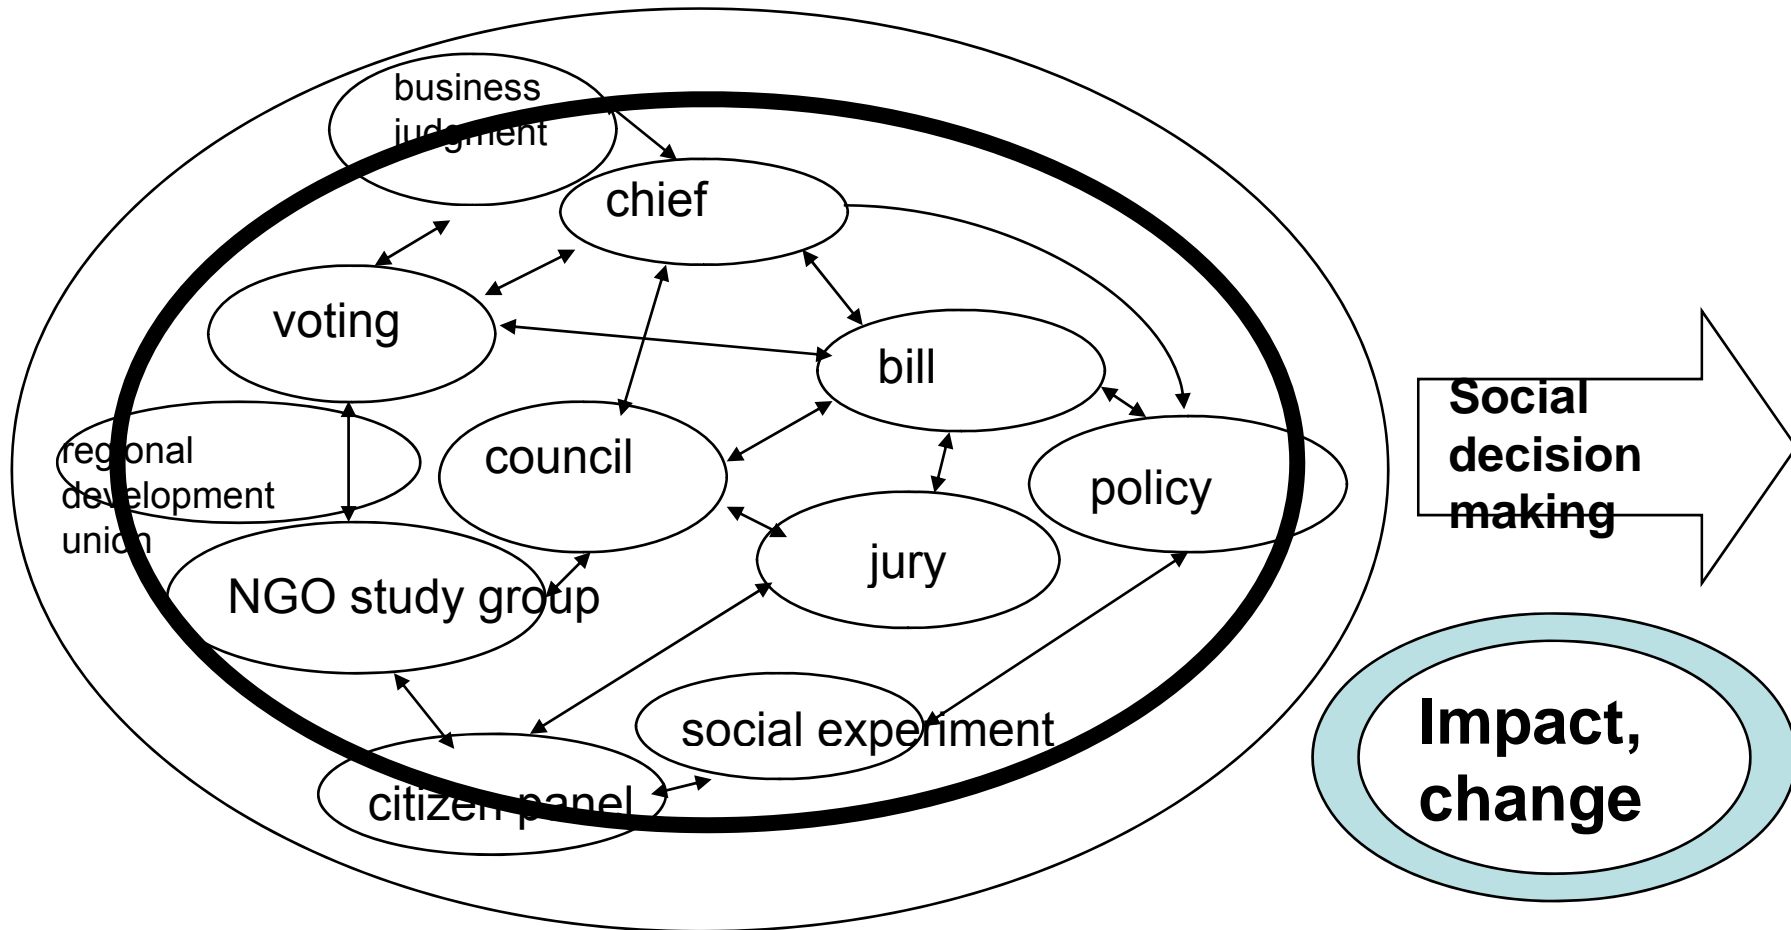 business
judgment
chief
voting
bill
Social
decision
making
regional
development
union
council
policy
jury
NGO study group
social experiment
citizen panel
Impact,
change